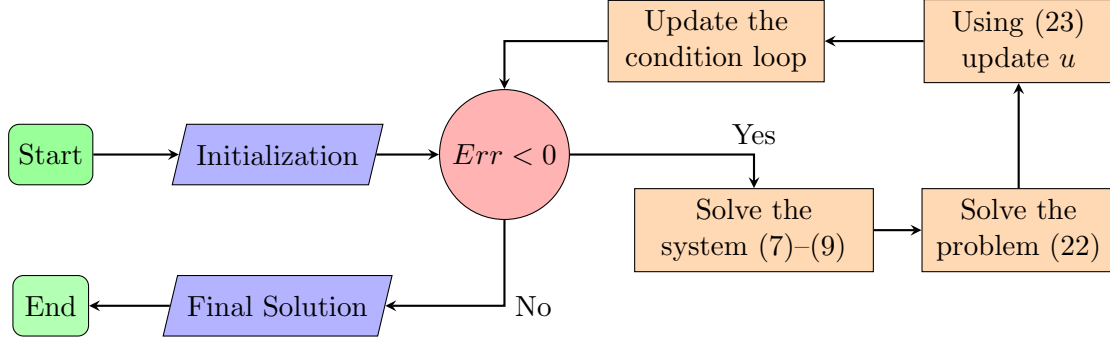 Update the
condition loop
Using (23)
update u
Start
Initialization
Err < 0
Yes
Solve the
system (7)–(9)
Solve the
problem (22)
End
Final Solution
No